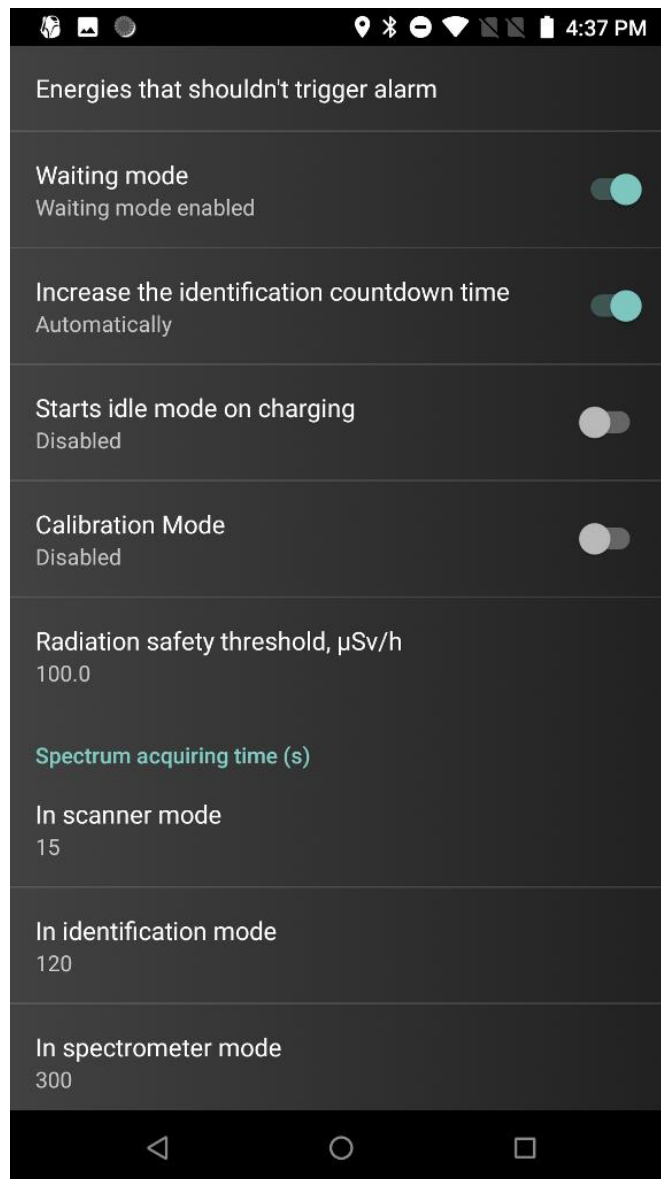 4:37 PM
Energies that shouldn't trigger alarm
Waiting mode
Waiting mode enabled
Increase the identification countdown time
Automatically
Starts idle mode on charging
Disabled
Calibration Mode
Disabled
Radiation safety threshold, μSv/h
100.0
Spectrum acquiring time (s)
In scanner mode
15
In identification mode
120
In spectrometer mode
300